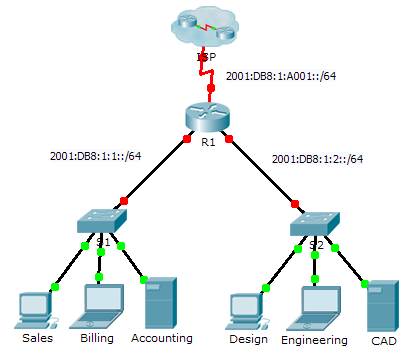 ISP
2001:DB8:1:A001::/64
R1
2001:DB8:1:1::/64
2001:DB8:1:2::/64
S1
S2
Sales
Billing
Accounting
Design
Engineering
CAD